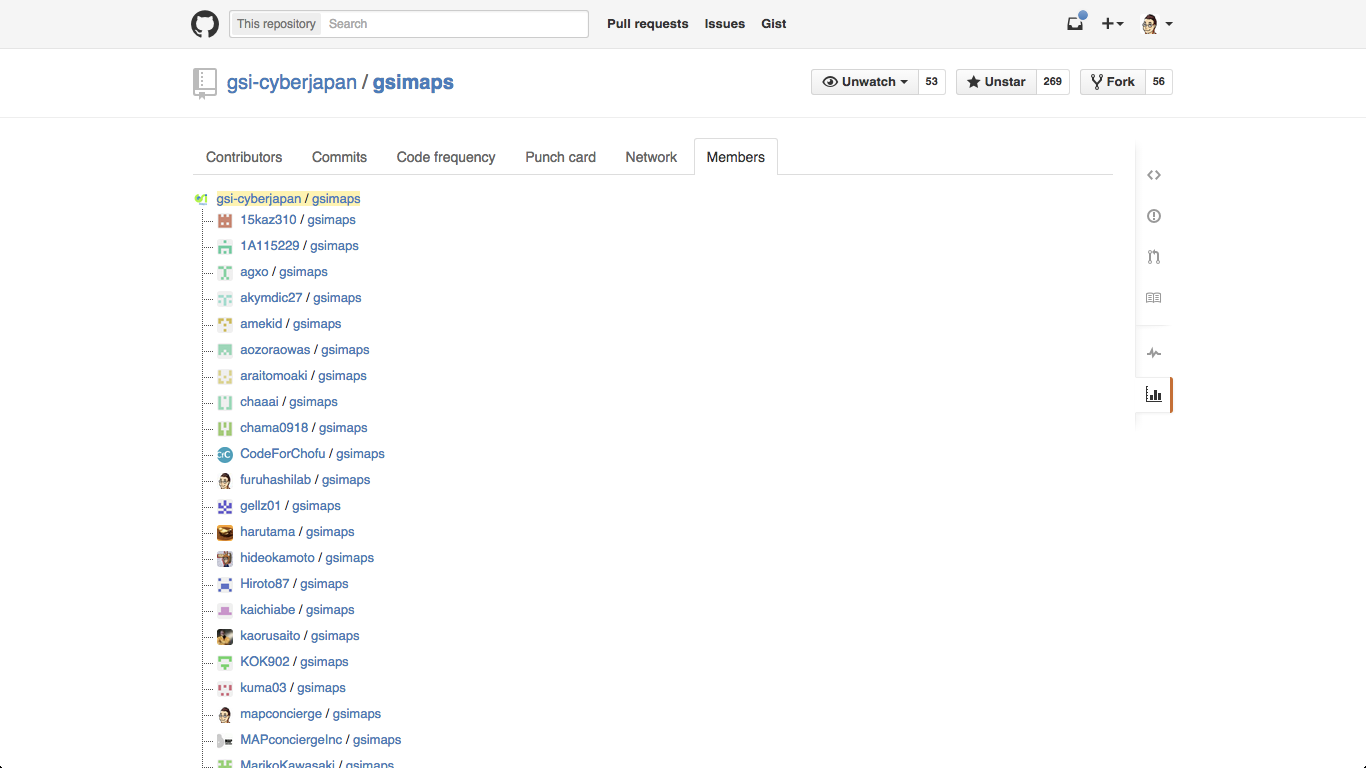 This repository Search Pull requests Issues Gist
gsi-cyberjapan / gsimaps Unwatch 53 Unstar 269 Fork 56
Contributors Commits Code frequency Punch card Network Members
gsi-cyberjapan / gsimaps
15kaz310 / gsimaps
1A115229 / gsimaps
agxo / gsimaps
akymdic27 / gsimaps
amekid / gsimaps
aozoraowas / gsimaps
araitomoaki / gsimaps
chaaai / gsimaps
chama0918 / gsimaps
CodeForChofu / gsimaps
furuhashilab / gsimaps
gellz01 / gsimaps
harutama / gsimaps
hideokamoto / gsimaps
Hiroto87 / gsimaps
kaichiabe / gsimaps
kaorusaito / gsimaps
KOK902 / gsimaps
kuma03 / gsimaps
mapconcierge / gsimaps
MAPconciergeInc / gsimaps
MarikoKawasaki / gsimaps